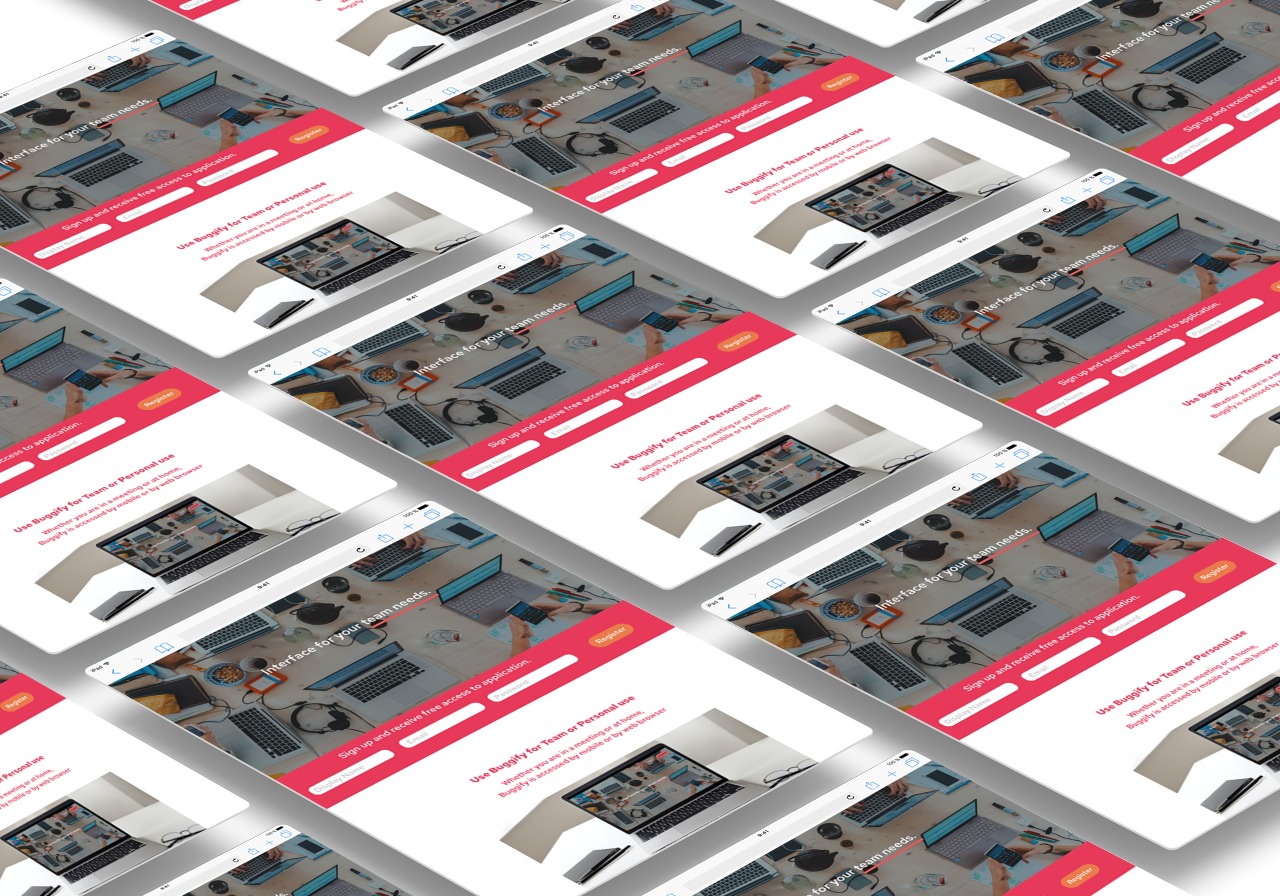 iPad
9:41
100 %
Interface for your team needs.
Sign up and receive free access to application.
Display Name
Email
Password
Register
Use Buggify for Team or Personal use
Whether you are in a meeting or at home,
Buggify is accessed by mobile or by web browser